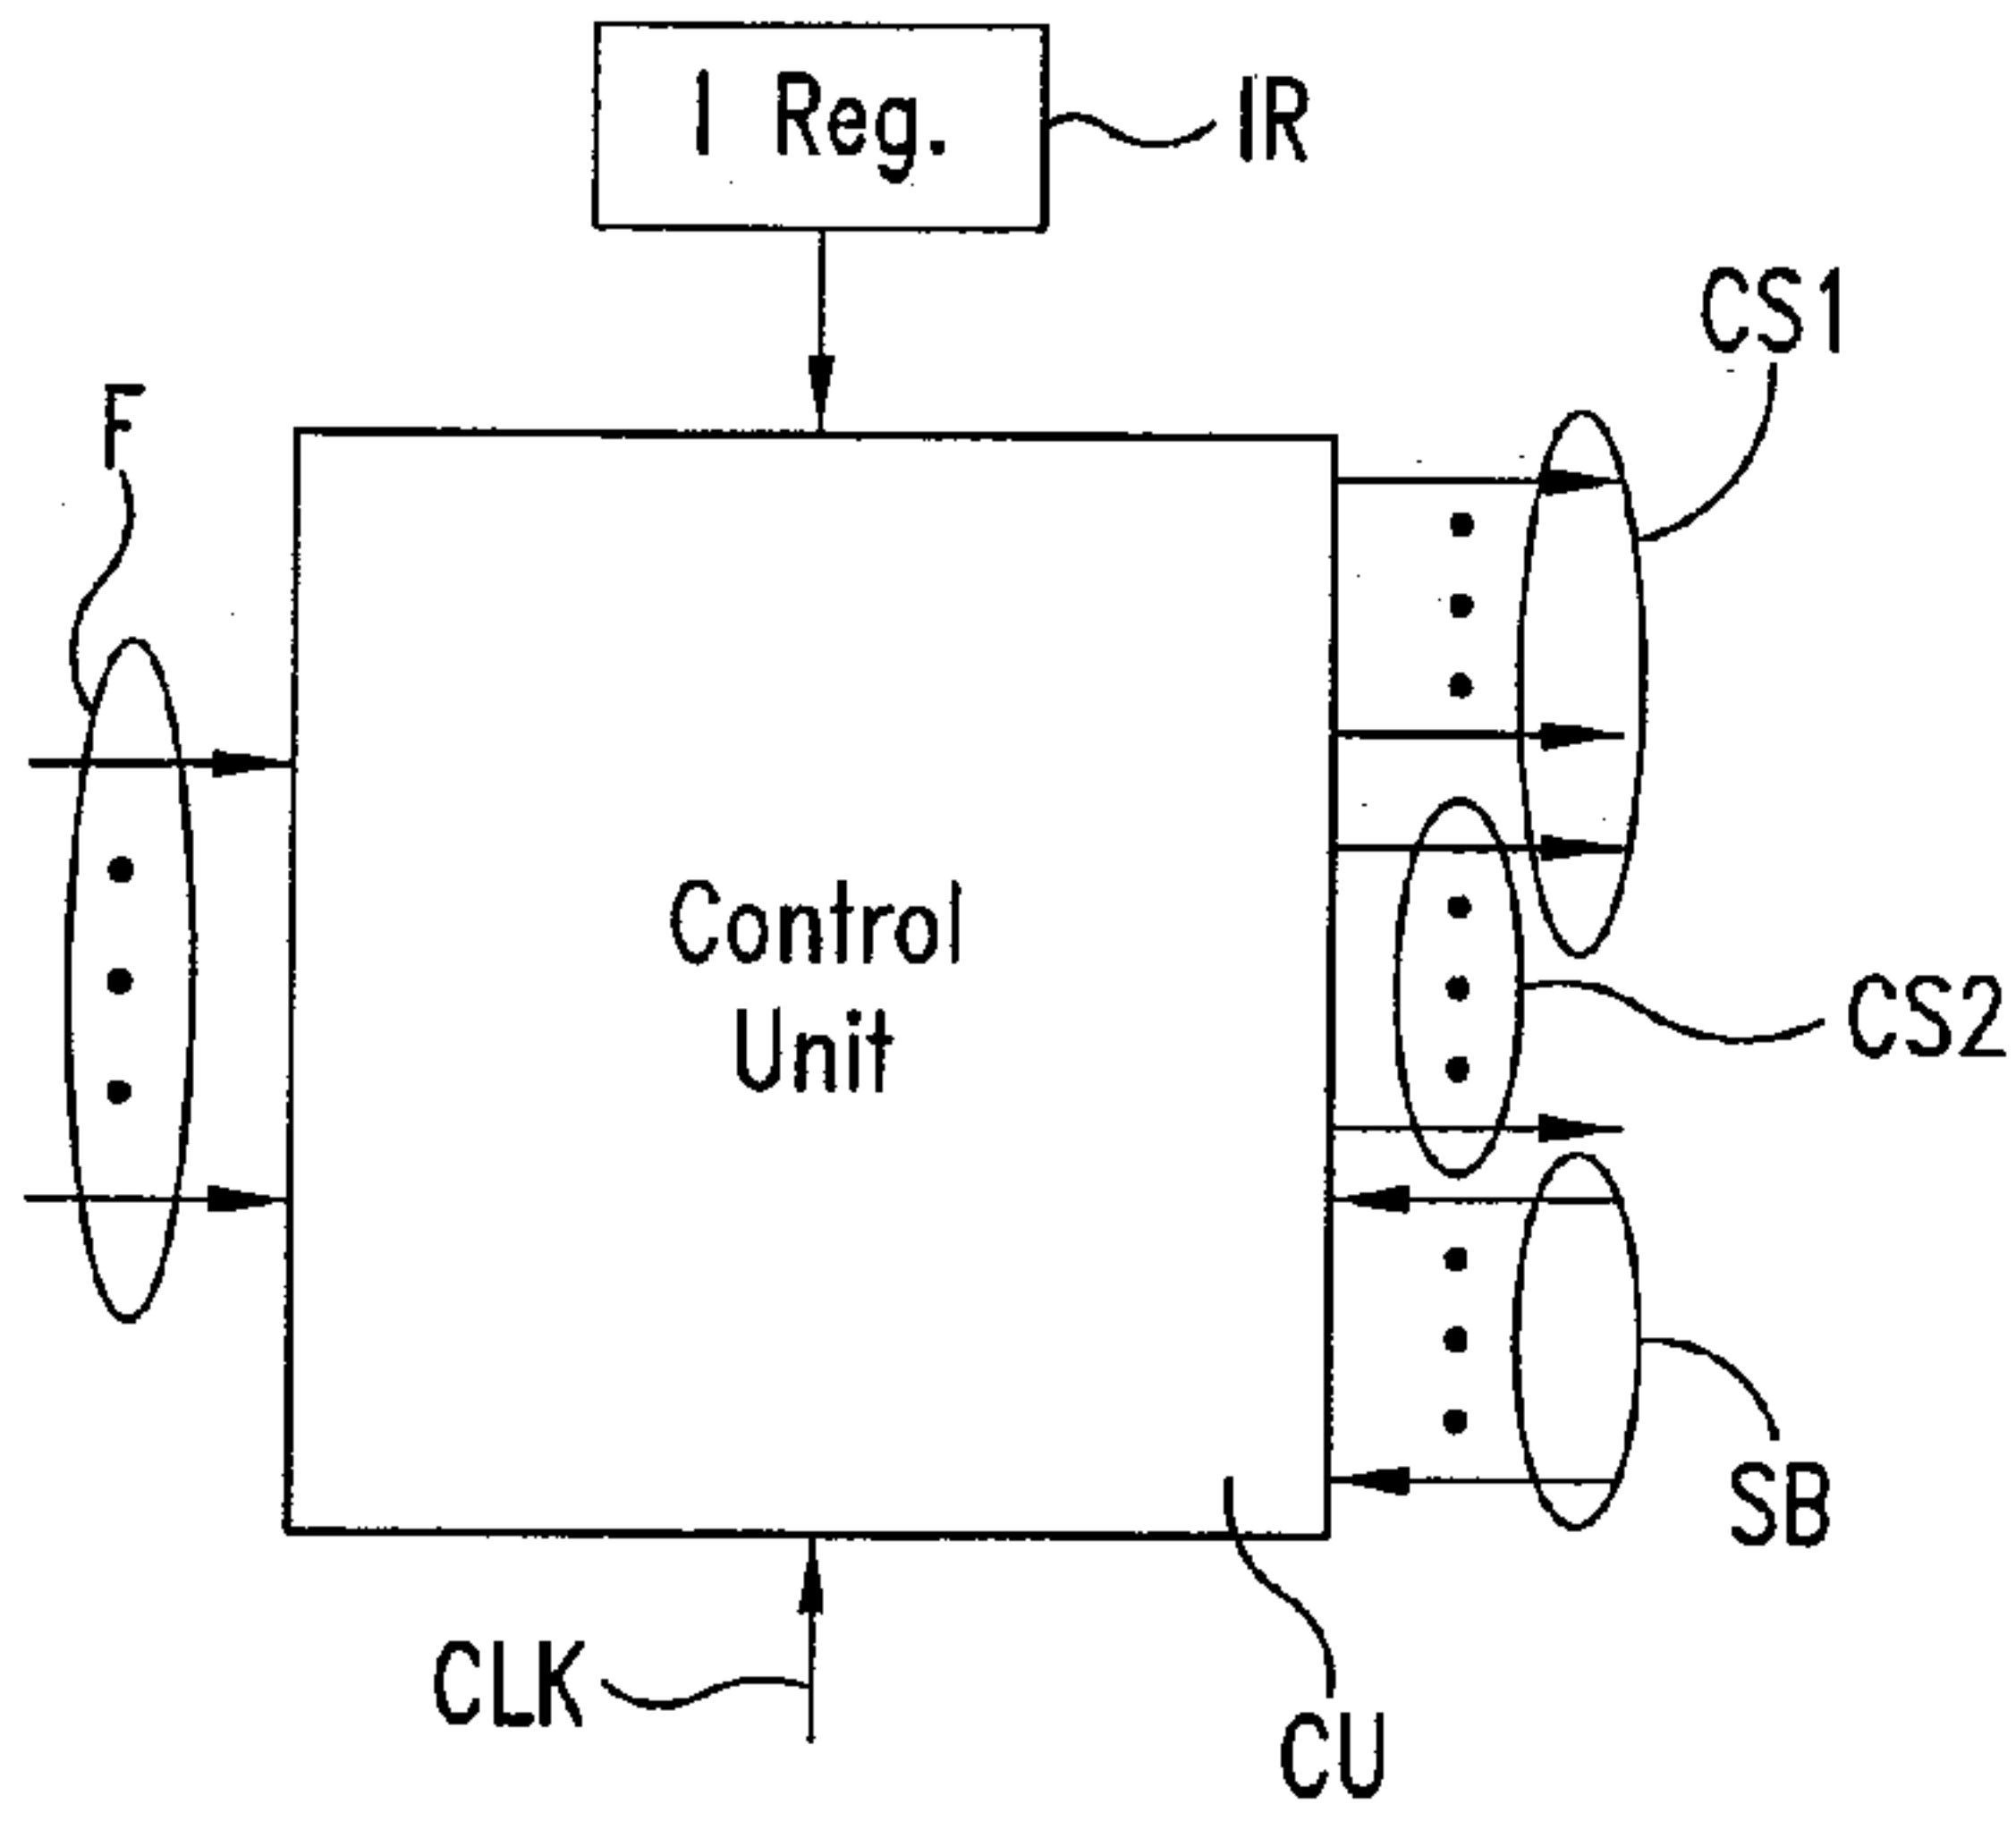 I Reg.
IR
CS1
F
Control
Unit
CS2
SB
CLK
CU